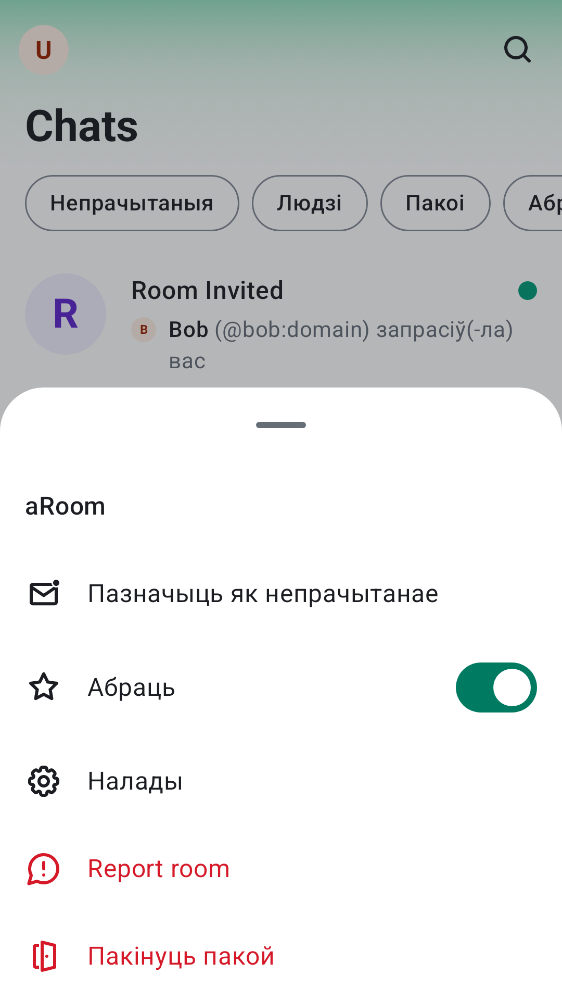 U
Chats
Непрачытаныя Людзі Пакоі Абр
R
Room Invited
B Bob (@bob:domain) запрасіў(-ла)
вас
aRoom
Пазначыць як непрачытанае
Абраць
Налады
Report room
Пакінуць пакой